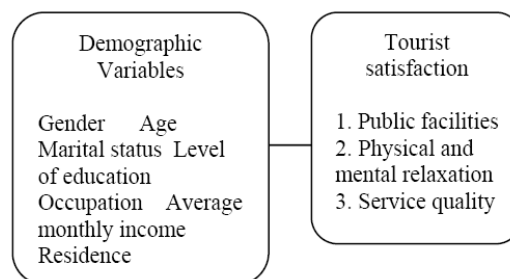 Demographic
Variables
Gender Age
Marital status Level
of education
Occupation Average
monthly income
Residence
Tourist
satisfaction
1. Public facilities
2. Physical and
mental relaxation
3. Service quality